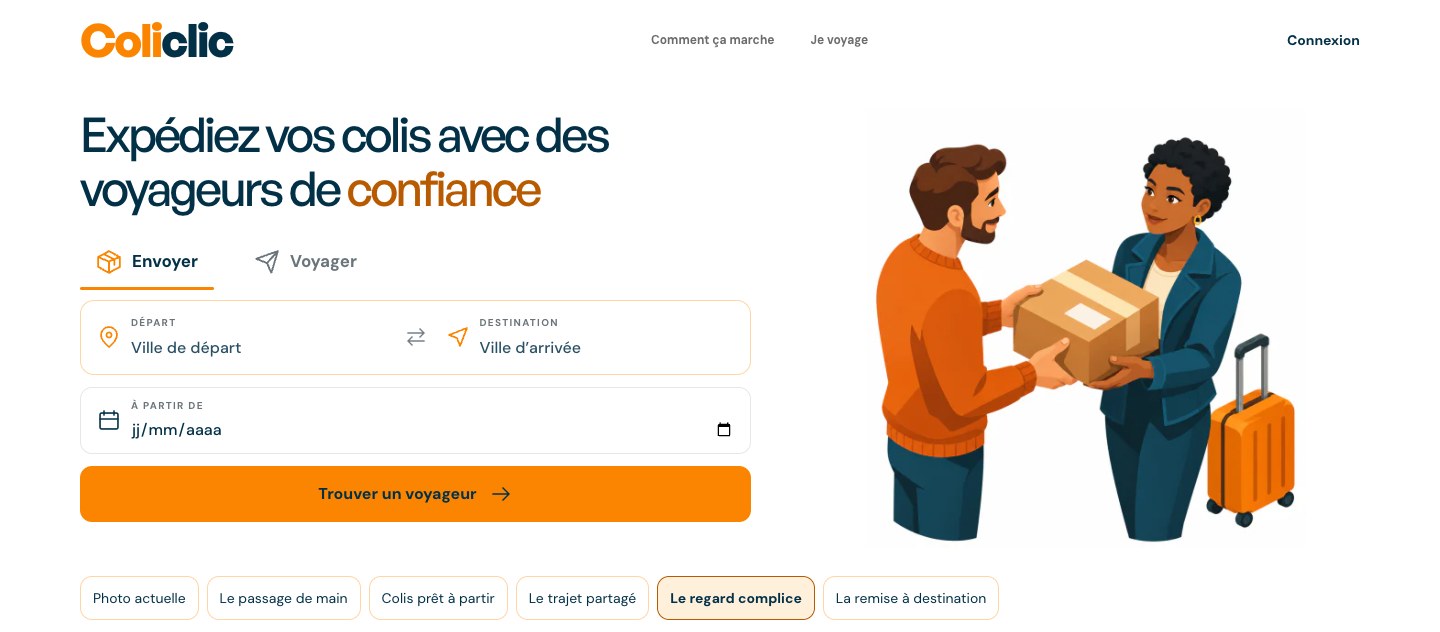 Coliclic
Comment ça marche
Je voyage
Connexion
Expédiez vos colis avec des
voyageurs de confiance
Envoyer
Voyager
DÉPART
Ville de départ
DESTINATION
Ville d’arrivée
À PARTIR DE
jj/mm/aaaa
Trouver un voyageur
Photo actuelle
Le passage de main
Colis prêt à partir
Le trajet partagé
Le regard complice
La remise à destination